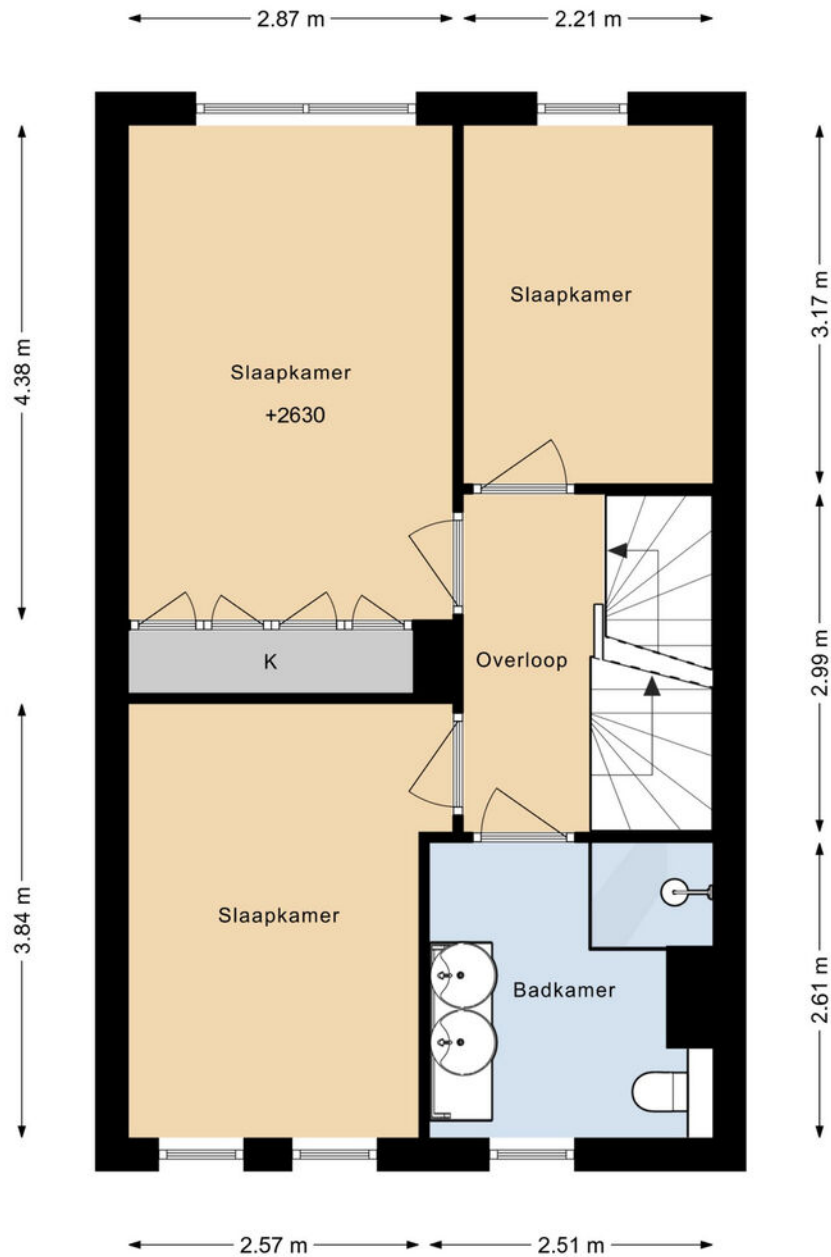 2.87 m
2.21 m
4.38 m
3.17 m
Slaapkamer
Slaapkamer
+2630
K
Overloop
2.99 m
3.84 m
Slaapkamer
Badkamer
2.61 m
2.57 m
2.51 m